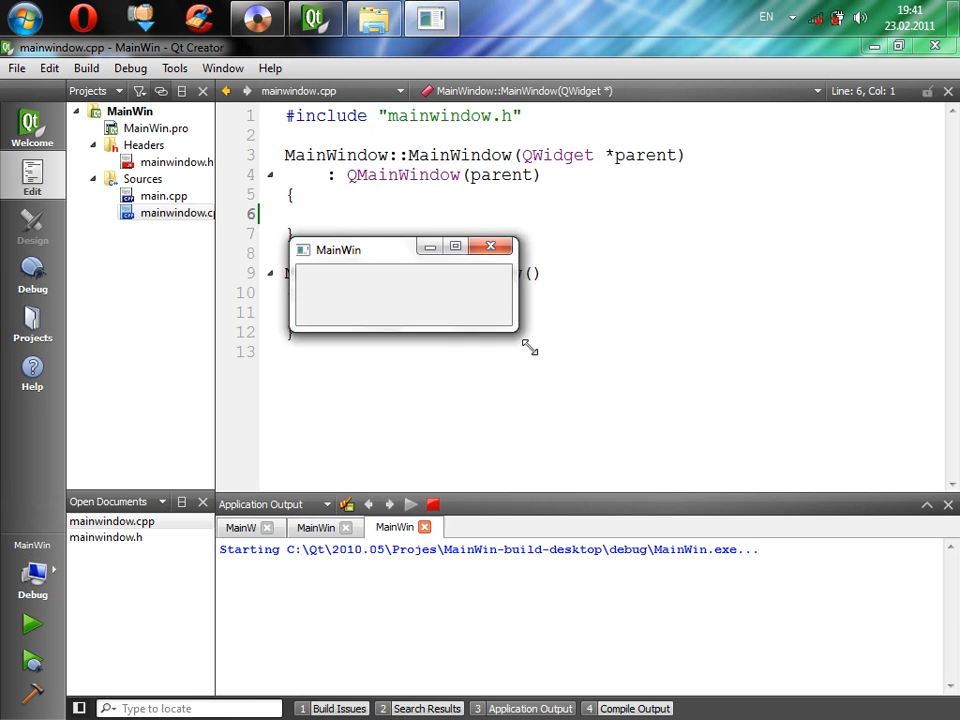 EN
19:41
23.02.2011
mainwindow.cpp - MainWin - Qt Creator
File Edit Build Debug Tools Window Help
Projects mainwindow.cpp MainWindow::MainWindow(QWidget *) Line: 6, Col: 1
Welcome
Edit
Design
Debug
Projects
Help
MainWin
MainWin.pro
Headers
mainwindow.h
Sources
main.cpp
mainwindow.c
1 #include "mainwindow.h"
2
3 MainWindow::MainWindow(QWidget *parent)
4 : QMainWindow(parent)
5 {
6
7 }
8
9 ()
10
11
12 }
13
MainWin
Open Documents
mainwindow.cpp
mainwindow.h
Application Output
MainW MainWin MainWin
Starting C:\Qt\2010.05\Projes\MainWin-build-desktop\debug\MainWin.exe...
MainWin
Debug
Type to locate 1 Build Issues 2 Search Results 3 Application Output 4 Compile Output